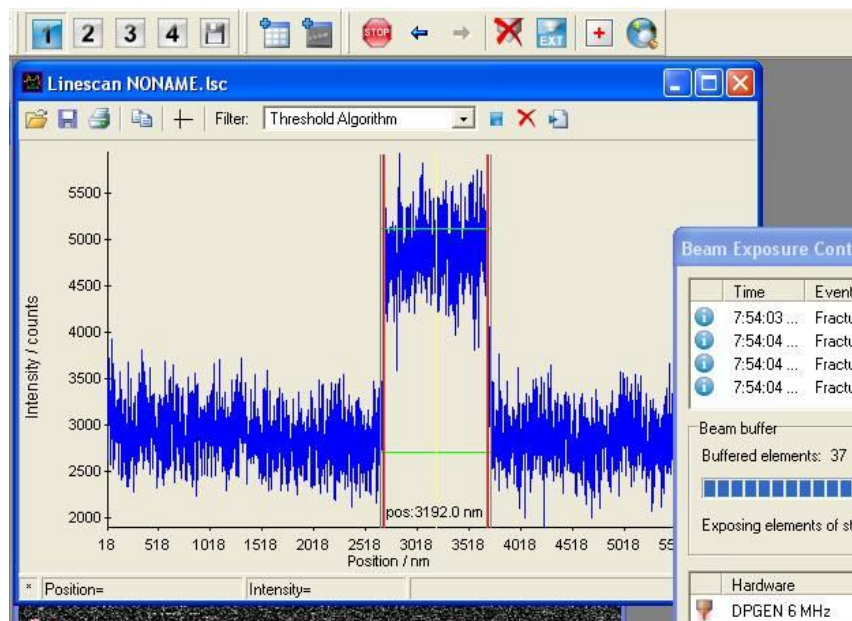 1 2 3 4 STOP EXT
Linescan NONAME.lsc
Filter: Threshold Algorithm
5500
5000
4500
4000
3500
3000
2500
2000
Intensity / counts
pos:3192.0 nm
18 518 1018 1518 2018 2518 3018 3518 4018 4518 5018 55
Position / nm
* Position= Intensity=
Beam Exposure Cont
Time Event
7:54:03 ... Fractu
7:54:04 ... Fractu
7:54:04 ... Fractu
7:54:04 ... Fractu
Beam buffer
Buffered elements: 37
Exposing elements of st
Hardware
DPGEN 6 MHz